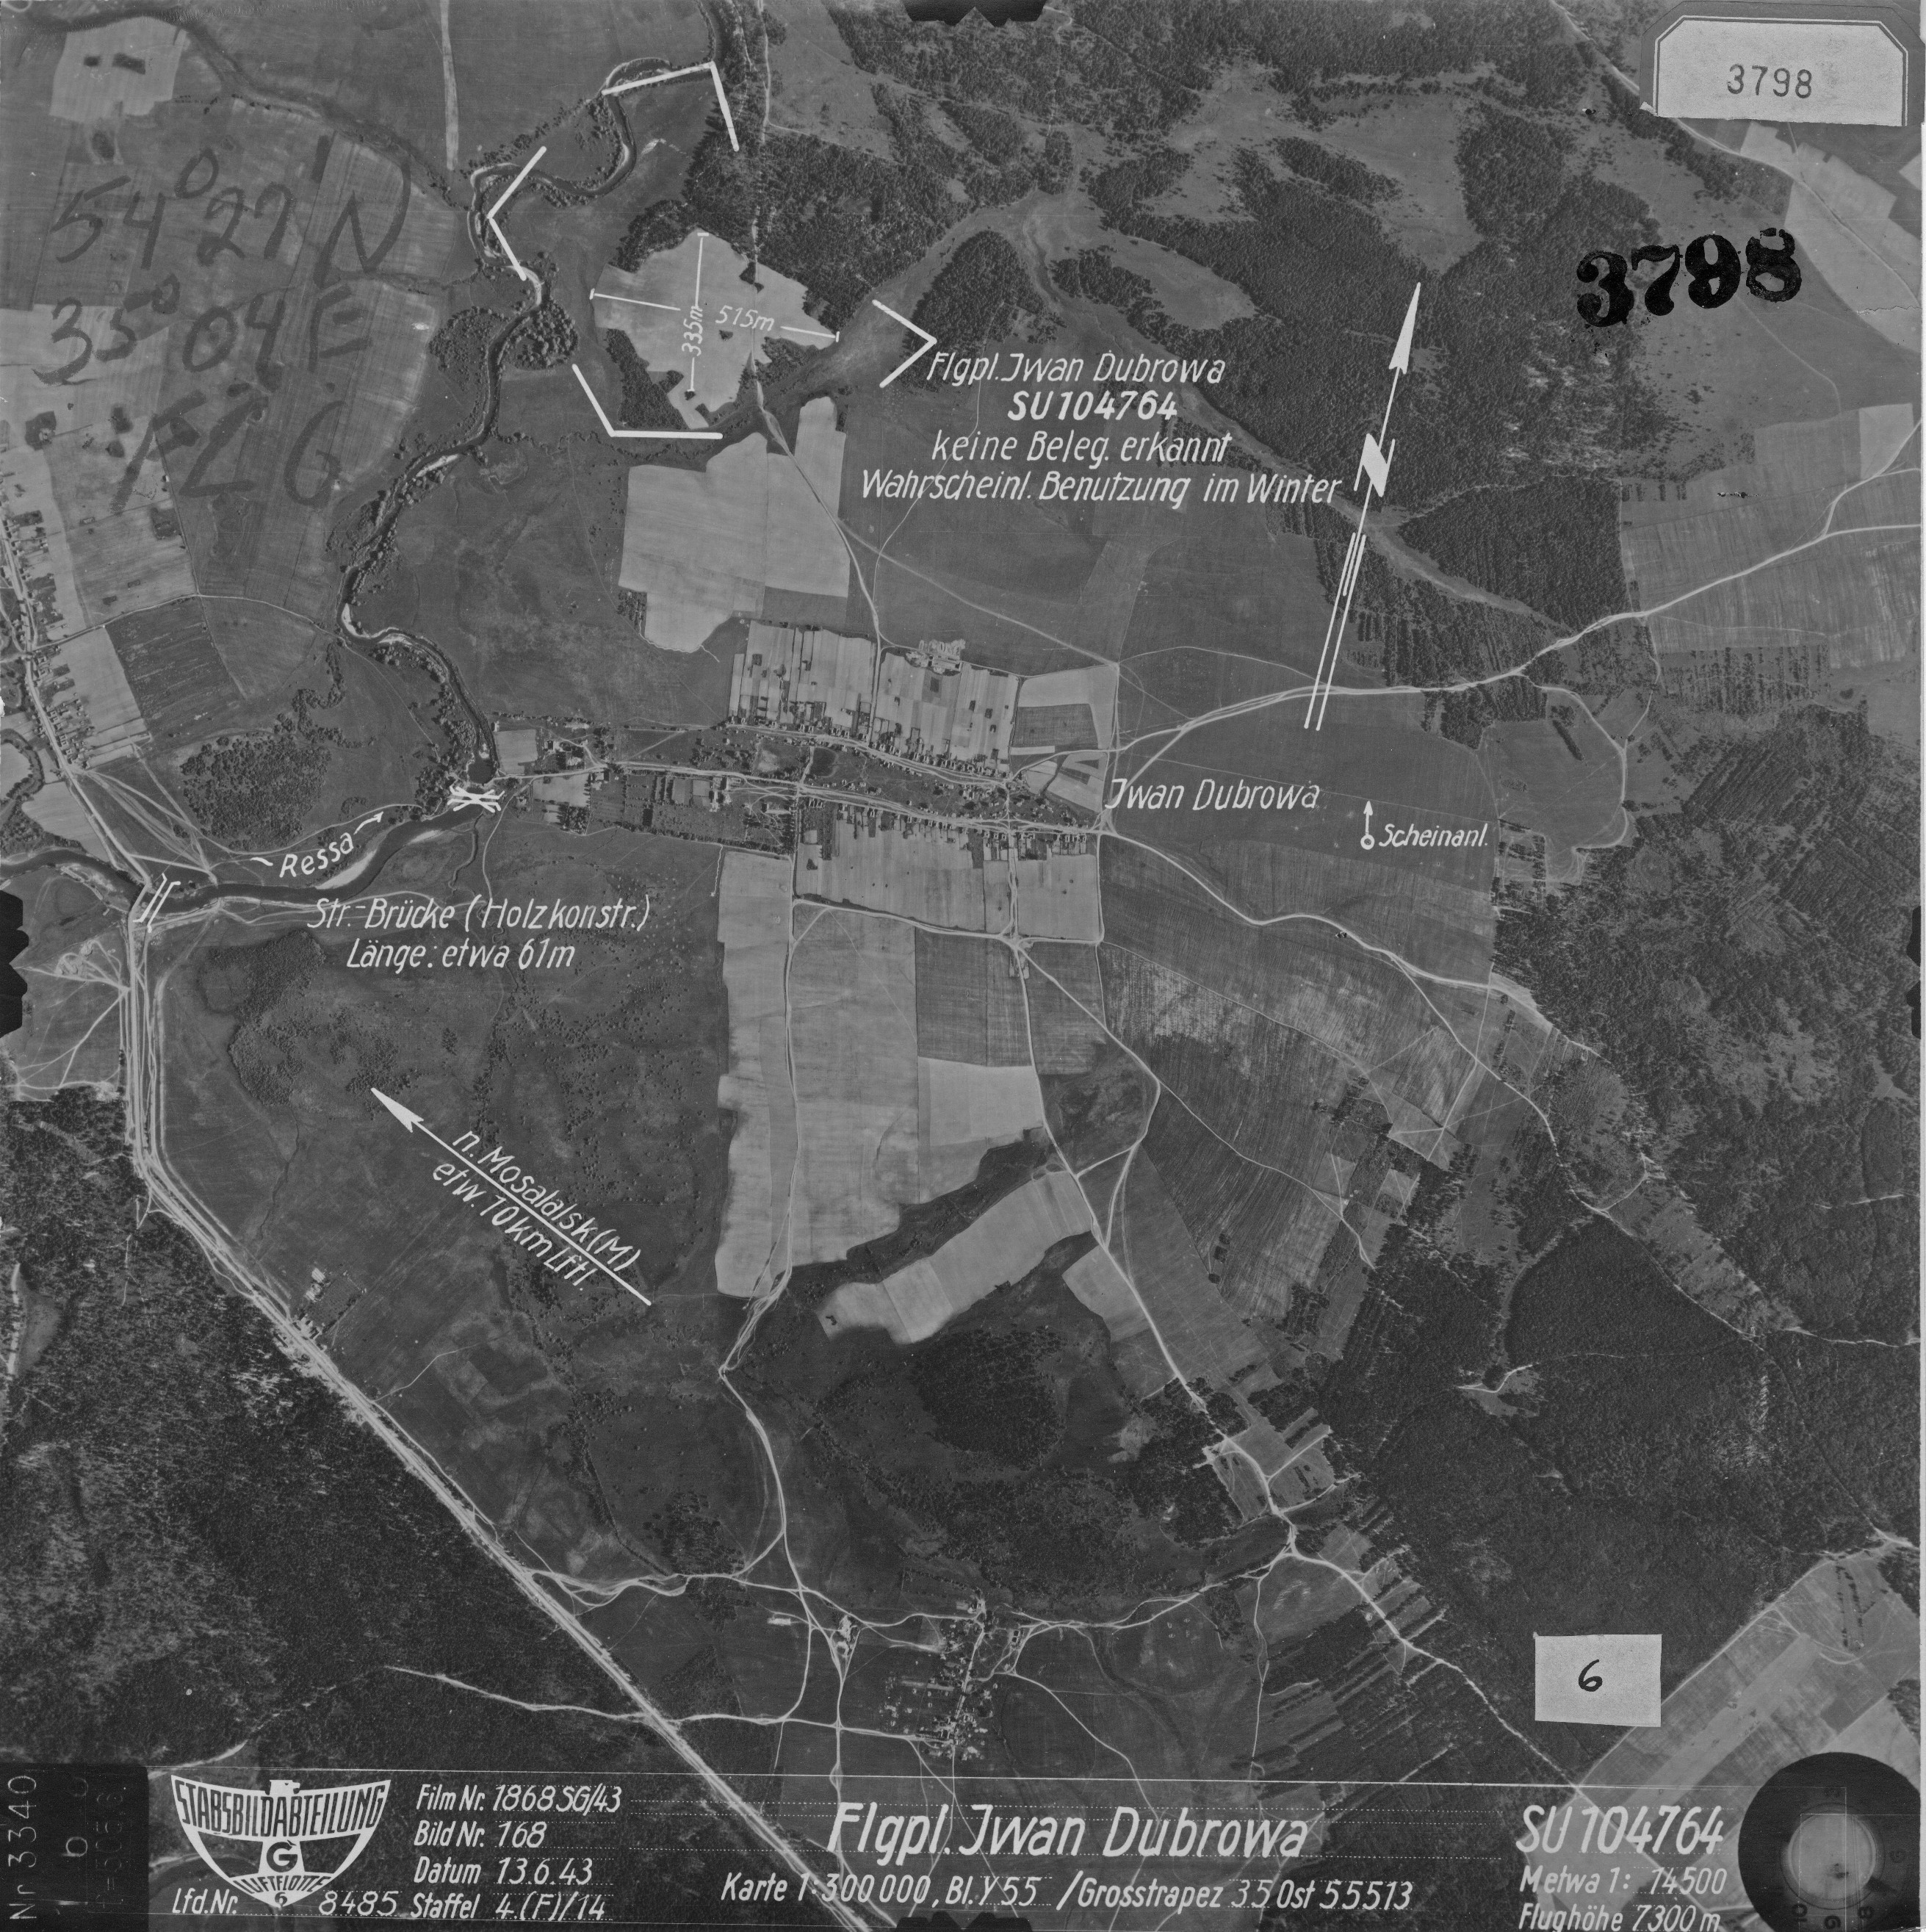 3798
54°27'N
35°04'E
FLG
3798
335m
515m
Flgpl. Jwan Dubrowa
SU 104764
keine Beleg. erkannt
Wahrscheinl. Benutzung im Winter
N
Jwan Dubrowa
Scheinanl.
Ressa
Str.-Brücke (Holzkonstr.)
Länge: etwa 61m
n. Mosalalsk (M)
etw. 10km Lftl.
6
Nr 3340
STABSBILDABTEILUNG
G
LUFTFLOTTE
6
Lfd.Nr. 8485
Film Nr. 1868 SG/43
Bild Nr. 168
Datum 13.6.43
Staffel 4.(F)/14
Flgpl. Jwan Dubrowa
Karte 1:300 000, Bl. Y 55 / Grosstrapez 35 Ost 55513
SU 104764
M etwa 1: 14500
Flughöhe 7300 m